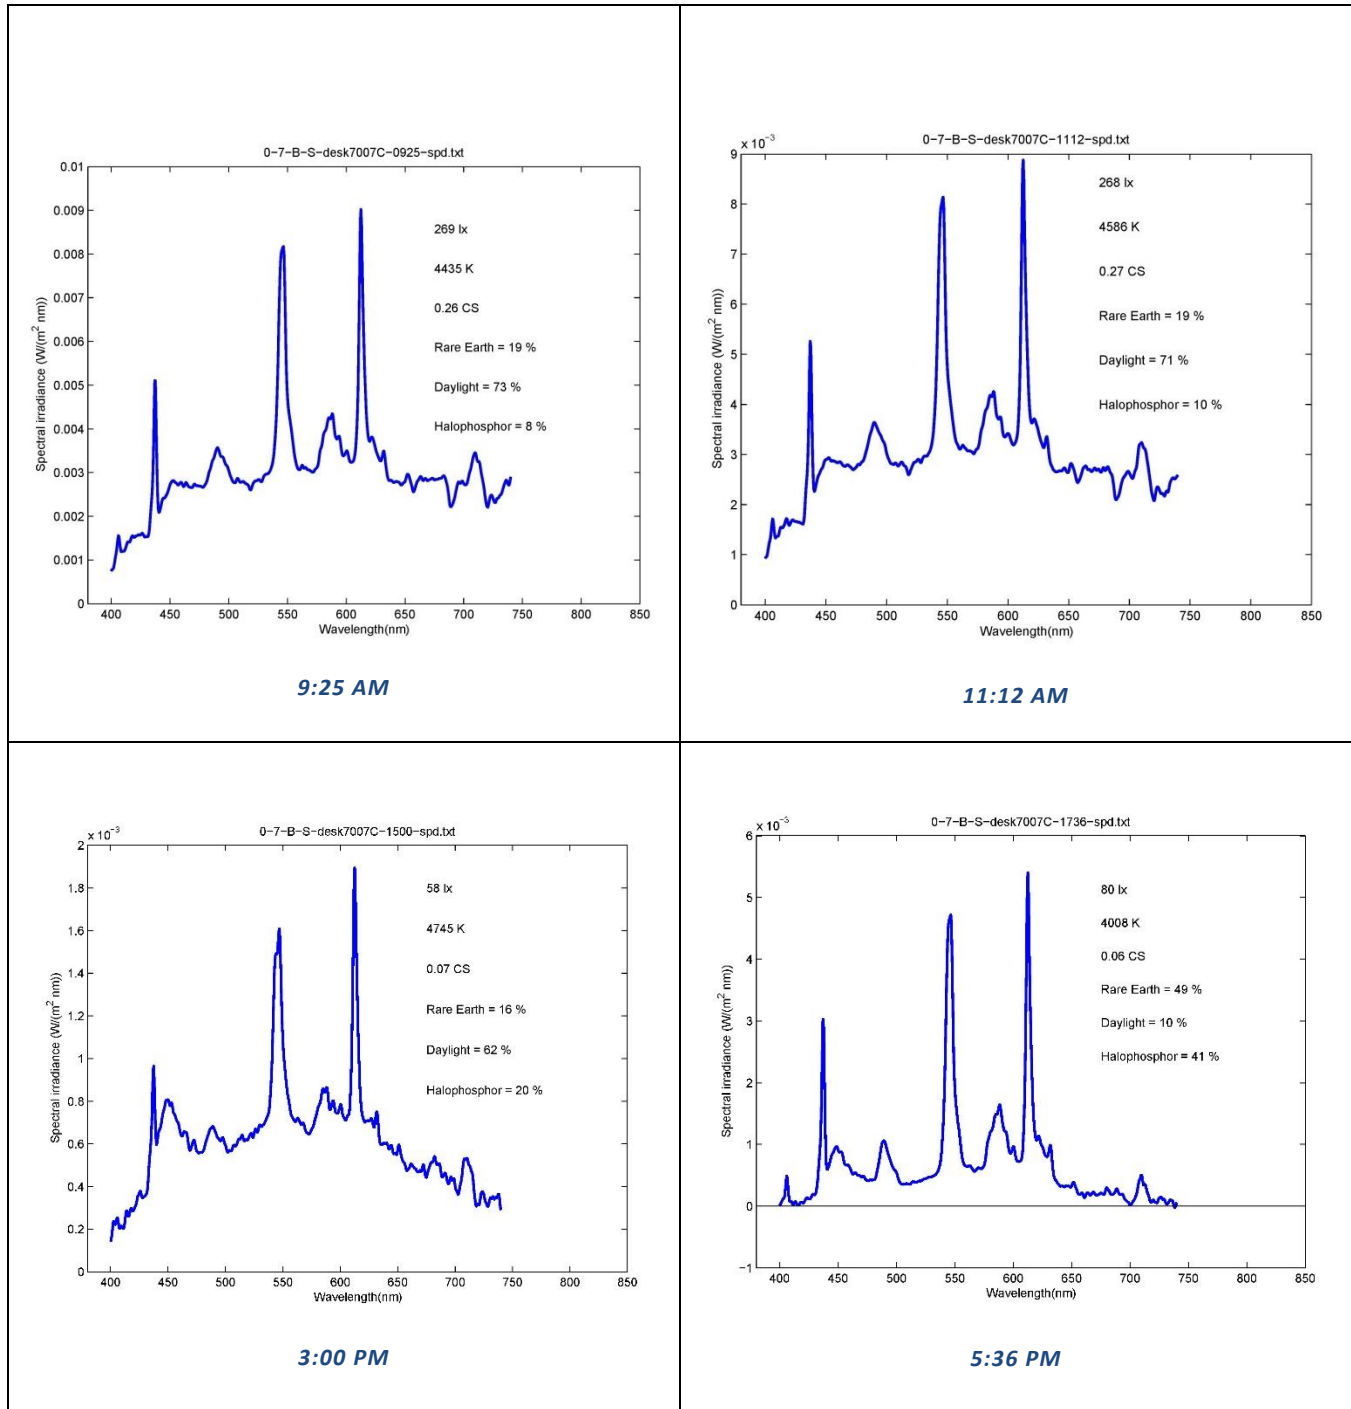 0-7-B-S-desk7007C-0925-spd.txt
0.01
0.009
0.008
0.007
0.006
0.005
0.004
0.003
0.002
0.001
0
Spectral irradiance (W/(m² nm))
269 lx
4435 K
0.26 CS
Rare Earth = 19 %
Daylight = 73 %
Halophosphor = 8 %
400 450 500 550 600 650 700 750 800 850
Wavelength(nm)
9:25 AM
0-7-B-S-desk7007C-1112-spd.txt
x 10⁻³
9
8
7
6
5
4
3
2
1
0
Spectral irradiance (W/(m² nm))
268 lx
4586 K
0.27 CS
Rare Earth = 19 %
Daylight = 71 %
Halophosphor = 10 %
400 450 500 550 600 650 700 750 800 850
Wavelength(nm)
11:12 AM
0-7-B-S-desk7007C-1500-spd.txt
x 10⁻³
2
1.8
1.6
1.4
1.2
1
0.8
0.6
0.4
0.2
0
Spectral irradiance (W/(m² nm))
58 lx
4745 K
0.07 CS
Rare Earth = 16 %
Daylight = 62 %
Halophosphor = 20 %
400 450 500 550 600 650 700 750 800 850
Wavelength(nm)
3:00 PM
0-7-B-S-desk7007C-1736-spd.txt
x 10⁻³
6
5
4
3
2
1
0
−1
Spectral irradiance (W/(m² nm))
80 lx
4008 K
0.06 CS
Rare Earth = 49 %
Daylight = 10 %
Halophosphor = 41 %
400 450 500 550 600 650 700 750 800 850
Wavelength(nm)
5:36 PM